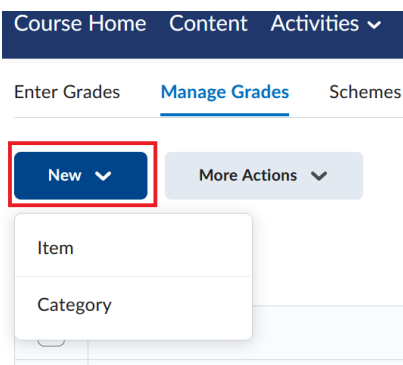 Course Home Content Activities
Enter Grades Manage Grades Schemes
New More Actions
Item
Category